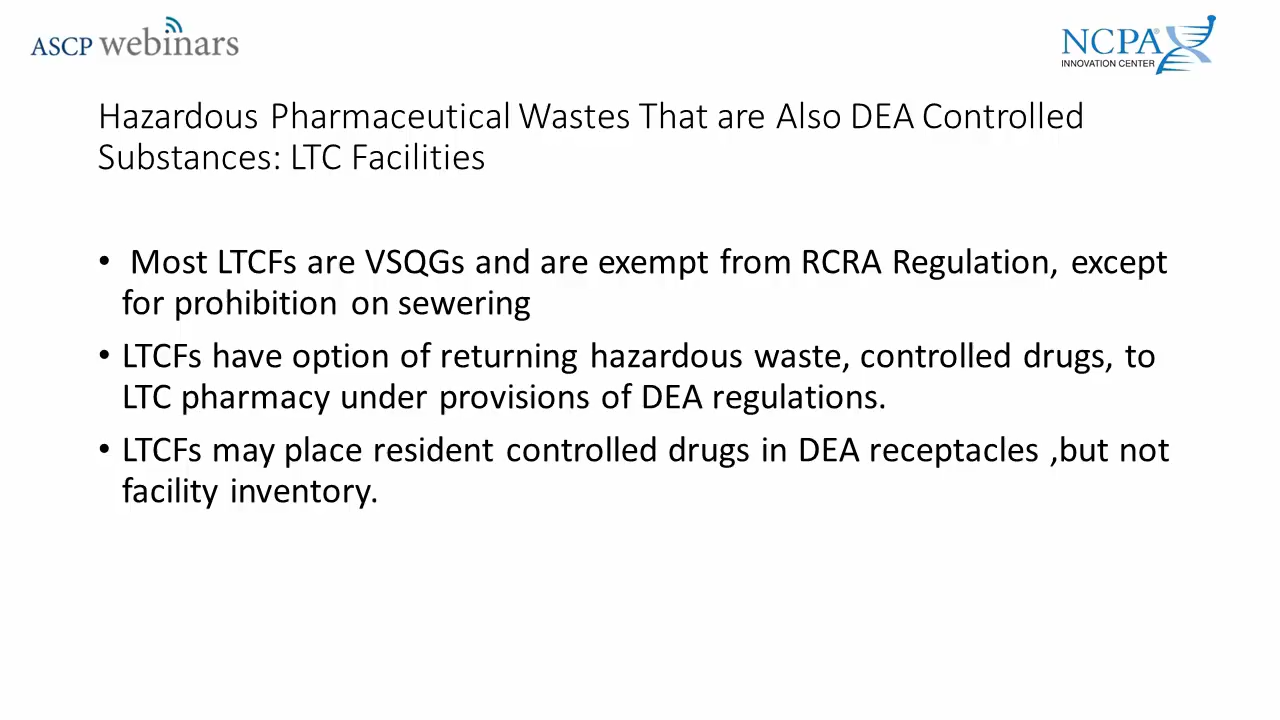 ASCP webinars
NCPA
INNOVATION CENTER
Hazardous Pharmaceutical Wastes That are Also DEA Controlled
Substances: LTC Facilities
• Most LTCFs are VSQGs and are exempt from RCRA Regulation, except
for prohibition on sewering
• LTCFs have option of returning hazardous waste, controlled drugs, to
LTC pharmacy under provisions of DEA regulations.
• LTCFs may place resident controlled drugs in DEA receptacles ,but not
facility inventory.